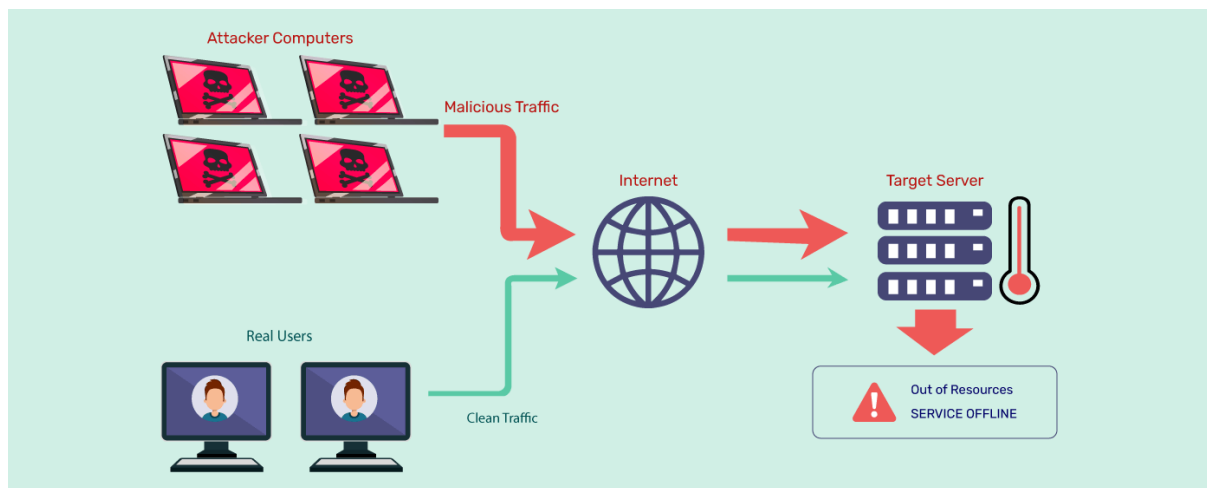 Attacker Computers
Malicious Traffic
Internet
Target Server
Real Users
Clean Traffic
Out of Resources
SERVICE OFFLINE